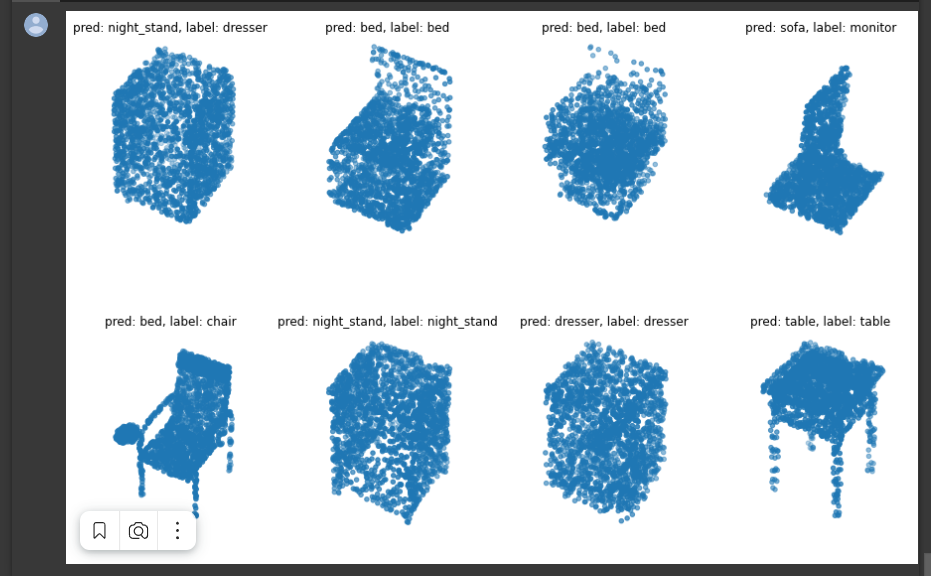 pred: night_stand, label: dresser
pred: bed, label: bed
pred: bed, label: bed
pred: sofa, label: monitor
pred: bed, label: chair
pred: night_stand, label: night_stand
pred: dresser, label: dresser
pred: table, label: table